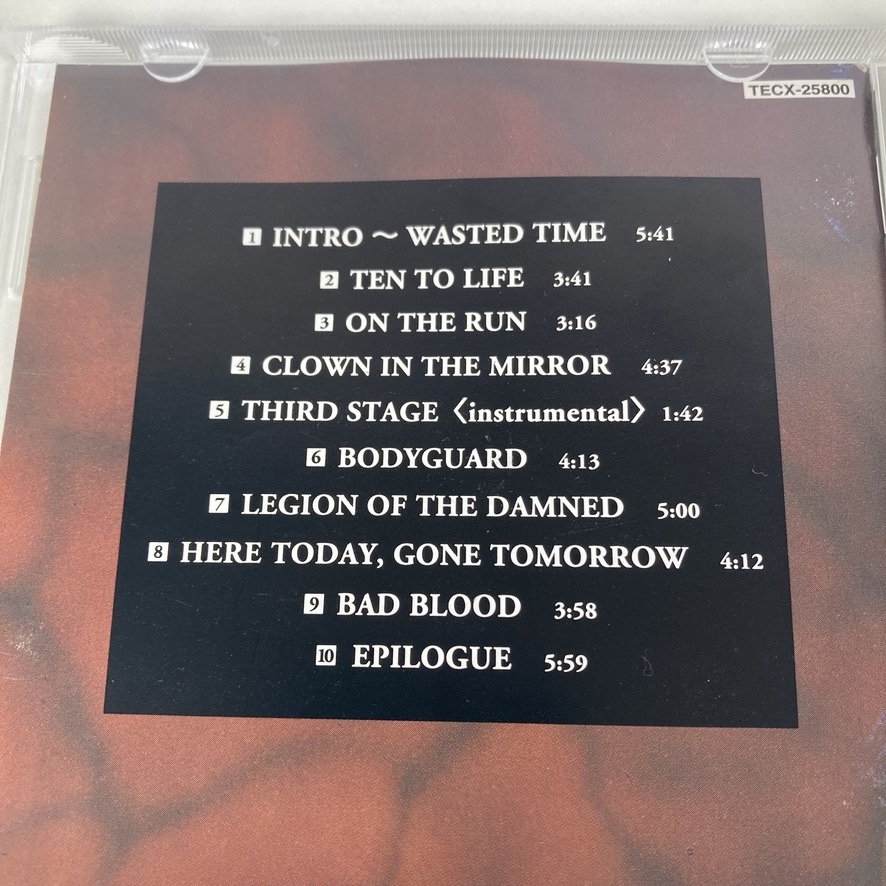 TECX-25800
1 INTRO ～ WASTED TIME 5:41
2 TEN TO LIFE 3:41
3 ON THE RUN 3:16
4 CLOWN IN THE MIRROR 4:37
5 THIRD STAGE〈instrumental〉 1:42
6 BODYGUARD 4:13
7 LEGION OF THE DAMNED 5:00
8 HERE TODAY, GONE TOMORROW 4:12
9 BAD BLOOD 3:58
10 EPILOGUE 5:59